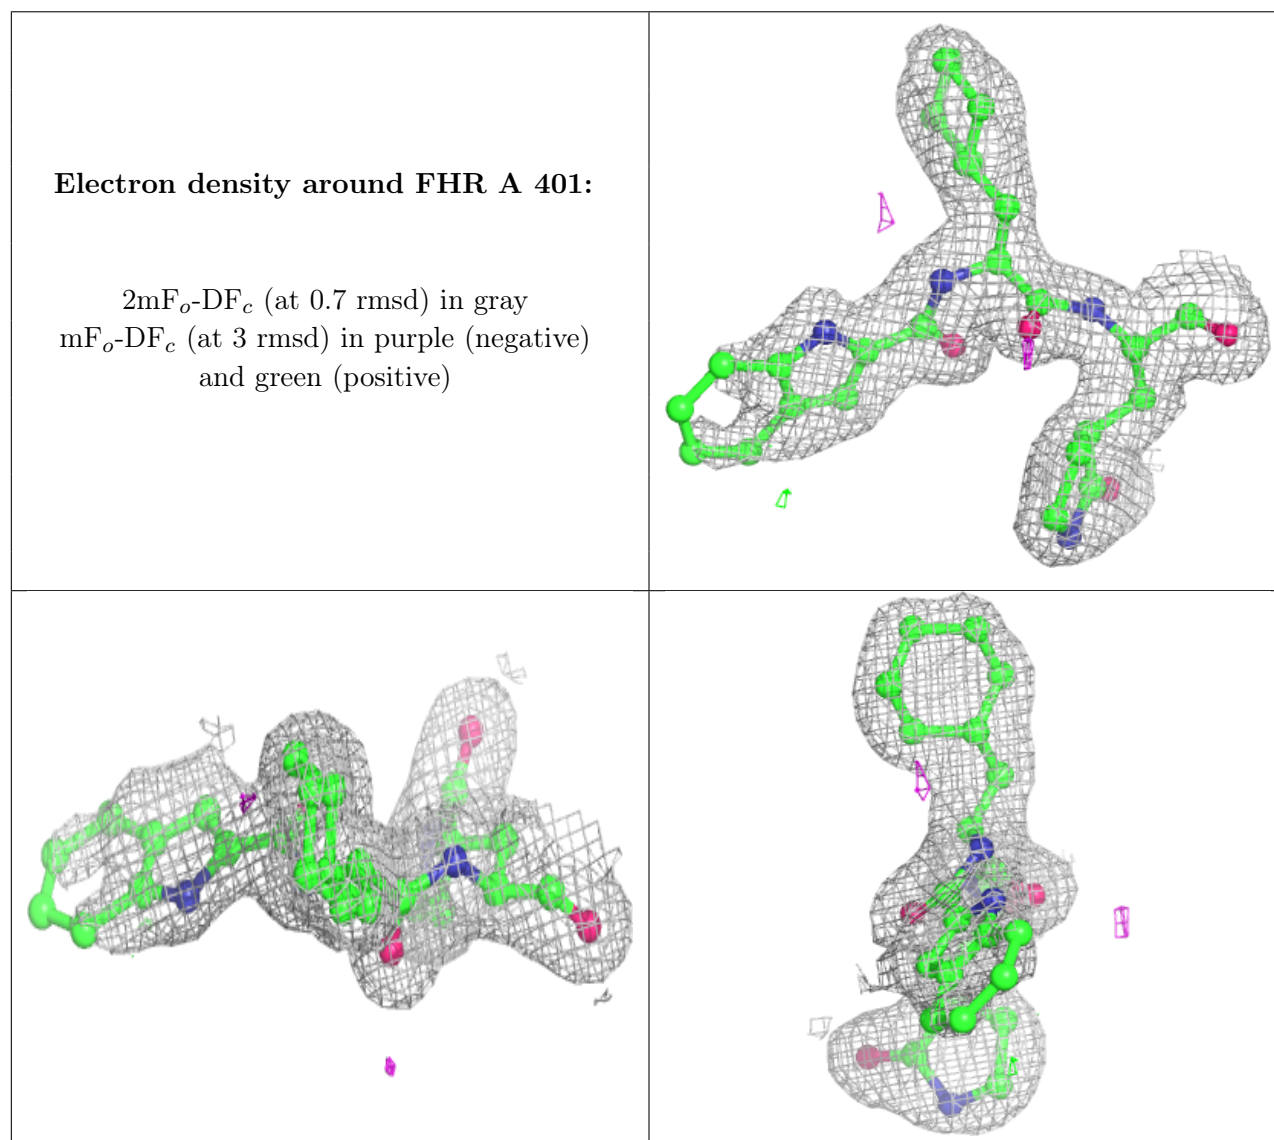 Electron density around FHR A 401:
2mFo-DFc (at 0.7 rmsd) in gray
mFo-DFc (at 3 rmsd) in purple (negative)
and green (positive)